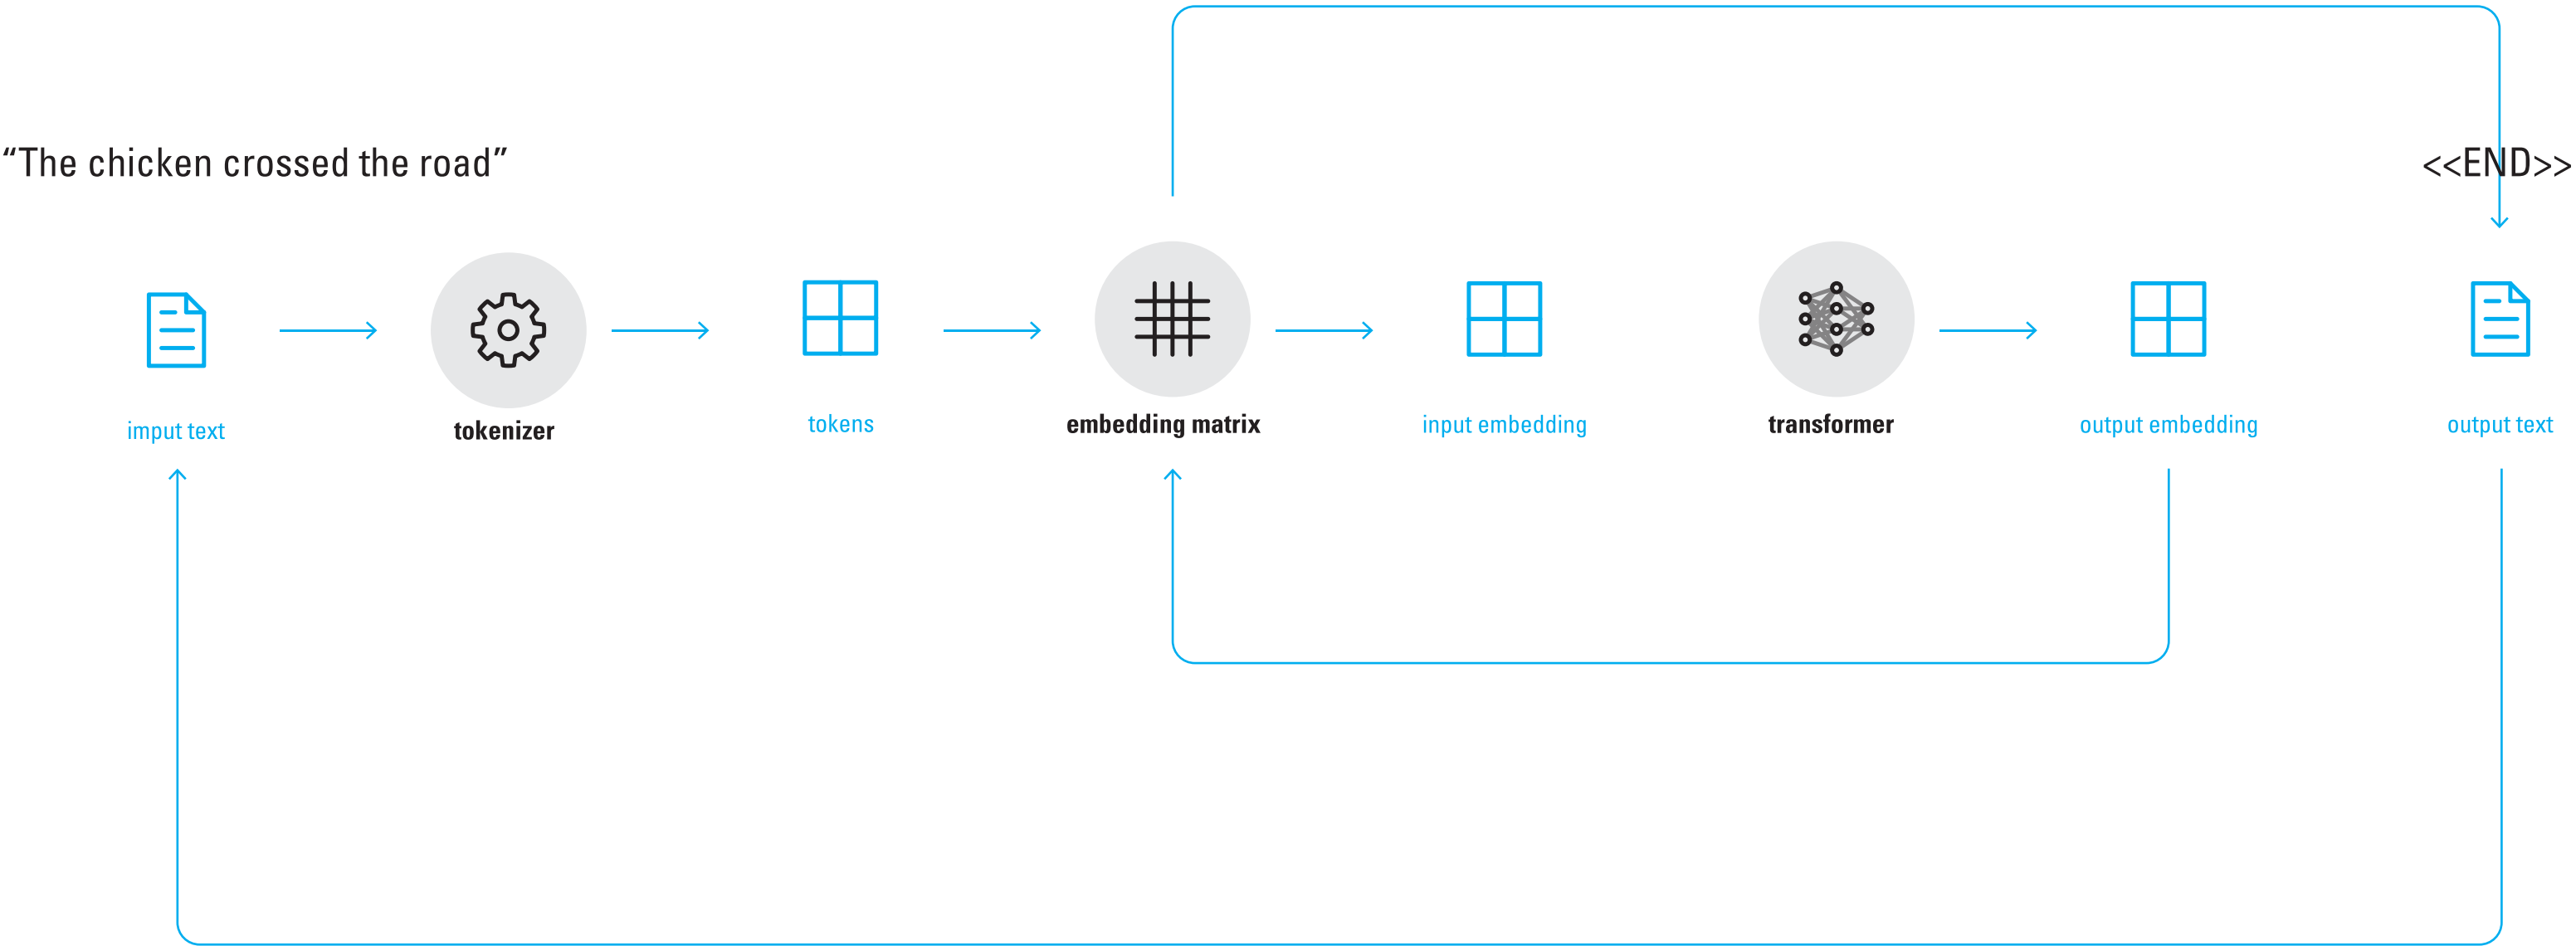 “The chicken crossed the road”
<<END>>
imput text
tokenizer
tokens
embedding matrix
input embedding
transformer
output embedding
output text